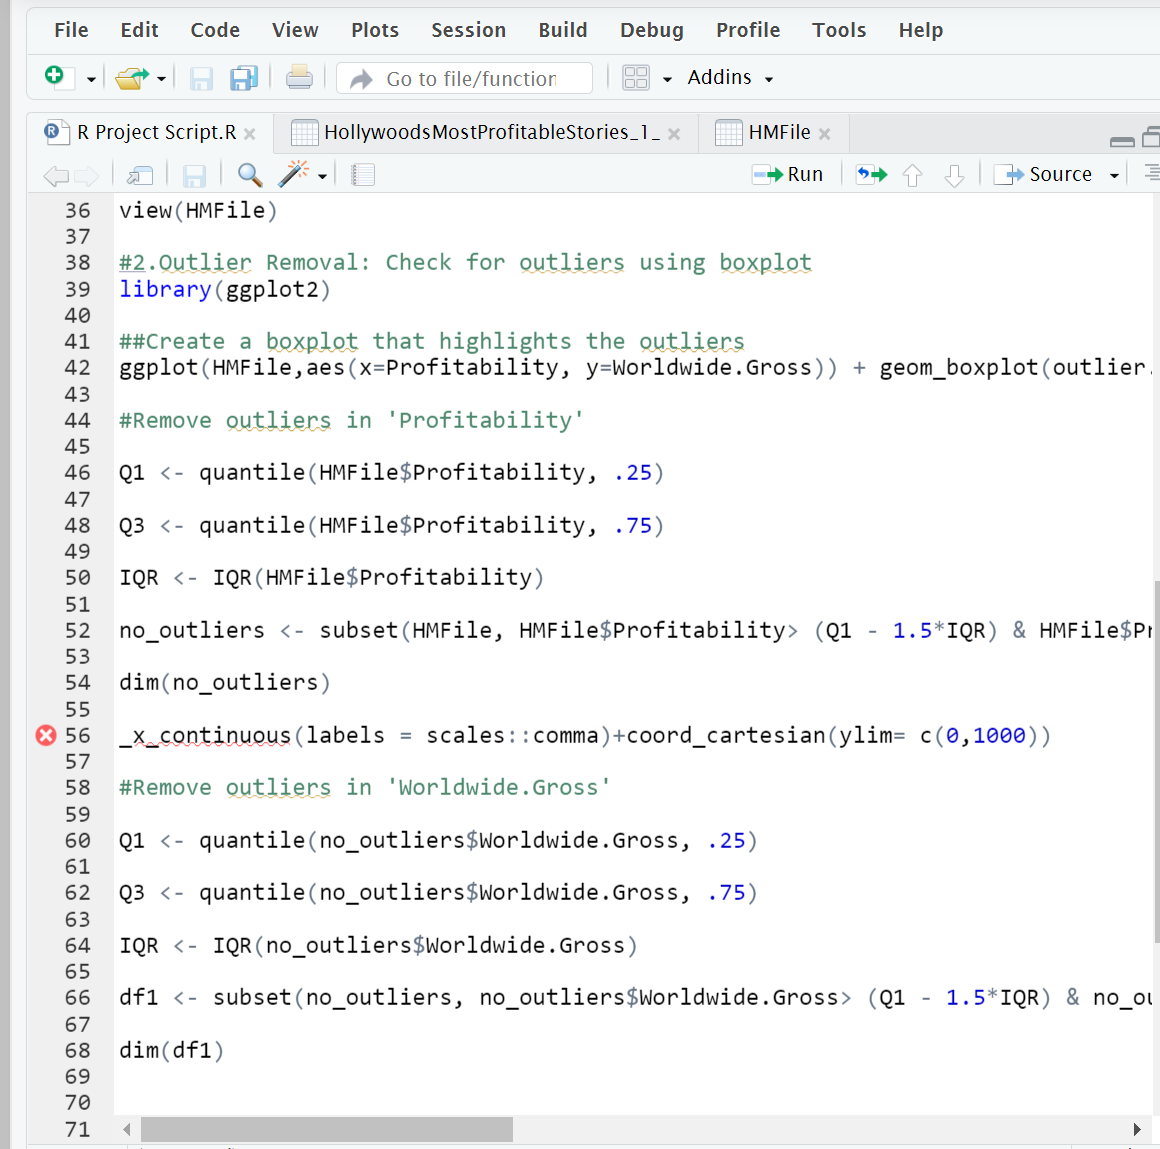 File Edit Code View Plots Session Build Debug Profile Tools Help
Go to file/function Addins
R Project Script.R HollywoodsMostProfitableStories_1_ HMFile
Run Source
36 view(HMFile)
37
38 #2.Outlier Removal: Check for outliers using boxplot
39 library(ggplot2)
40
41 ##Create a boxplot that highlights the outliers
42 ggplot(HMFile,aes(x=Profitability, y=Worldwide.Gross)) + geom_boxplot(outlier.
43
44 #Remove outliers in 'Profitability'
45
46 Q1 <- quantile(HMFile$Profitability, .25)
47
48 Q3 <- quantile(HMFile$Profitability, .75)
49
50 IQR <- IQR(HMFile$Profitability)
51
52 no_outliers <- subset(HMFile, HMFile$Profitability> (Q1 - 1.5*IQR) & HMFile$Pr
53
54 dim(no_outliers)
55
56 _x_continuous(labels = scales::comma)+coord_cartesian(ylim= c(0,1000))
57
58 #Remove outliers in 'Worldwide.Gross'
59
60 Q1 <- quantile(no_outliers$Worldwide.Gross, .25)
61
62 Q3 <- quantile(no_outliers$Worldwide.Gross, .75)
63
64 IQR <- IQR(no_outliers$Worldwide.Gross)
65
66 df1 <- subset(no_outliers, no_outliers$Worldwide.Gross> (Q1 - 1.5*IQR) & no_ou
67
68 dim(df1)
69
70
71